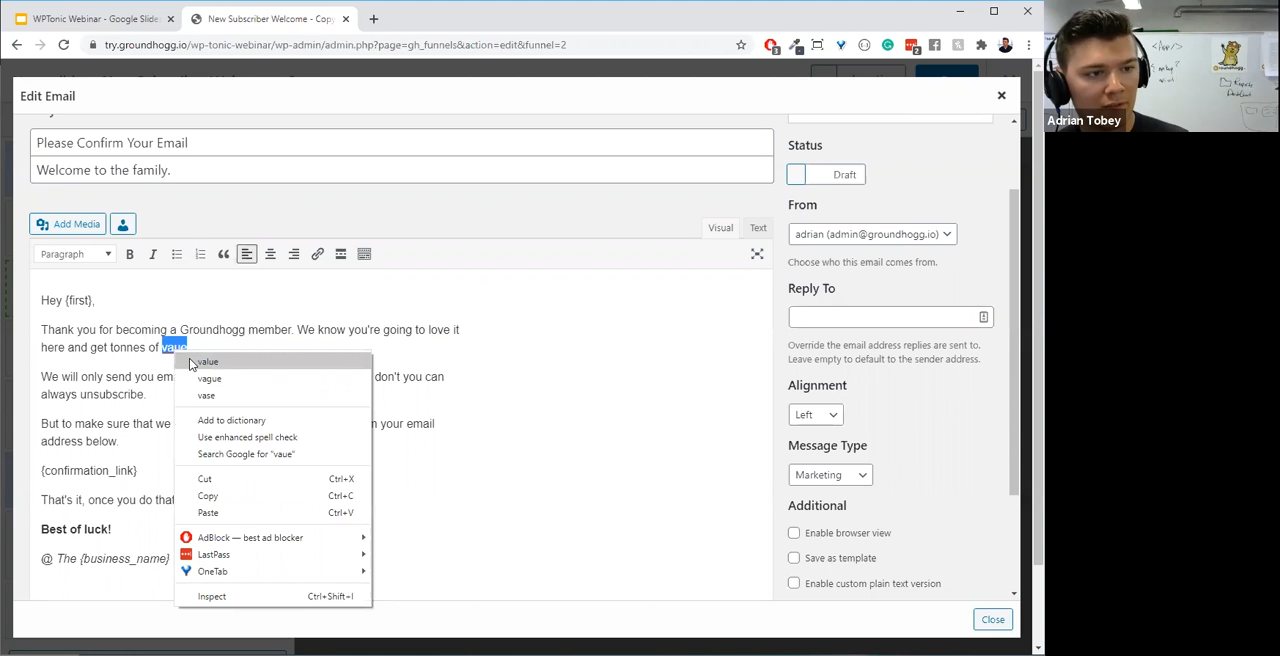 WPTonic Webinar - Google Slide
New Subscriber Welcome - Cop
try.groundhogg.io/wp-tonic-webinar/wp-admin/admin.php?page=gh_funnels&action=edit&funnel=2
3
2
Adrian Tobey
Edit Email
Please Confirm Your Email
Welcome to the family.
Add Media
Visual
Text
Paragraph
B
I
Hey {first},
Thank you for becoming a Groundhogg member. We know you're going to love it
here and get tonnes of vaue
We will only send you em
don't you can
always unsubscribe.
But to make sure that we
your email
address below.
{confirmation_link}
That's it, once you do that
Best of luck!
@ The {business_name}
value
vague
vase
Add to dictionary
Use enhanced spell check
Search Google for "vaue"
Cut Ctrl+X
Copy Ctrl+C
Paste Ctrl+V
AdBlock — best ad blocker
LastPass
OneTab
Inspect Ctrl+Shift+I
Status
Draft
From
adrian (admin@groundhogg.io)
Choose who this email comes from.
Reply To
Override the email address replies are sent to.
Leave empty to default to the sender address.
Alignment
Left
Message Type
Marketing
Additional
Enable browser view
Save as template
Enable custom plain text version
Close